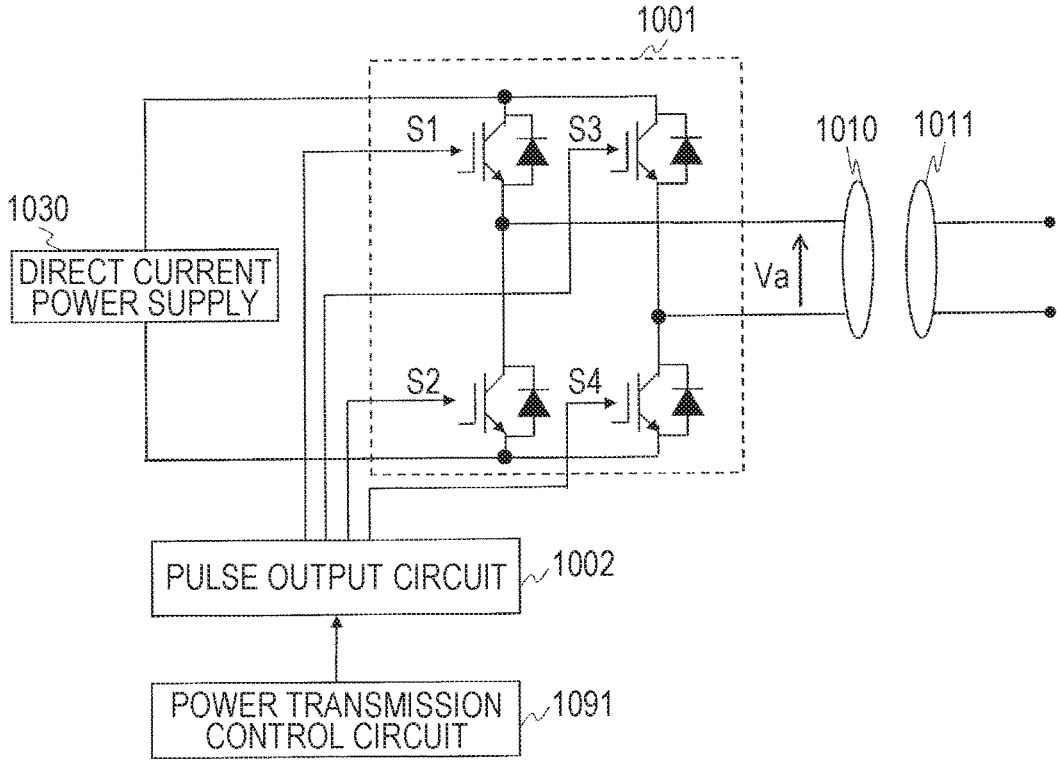 1001
S1
S3
1010
1011
1030
DIRECT CURRENT
POWER SUPPLY
Va
S2
S4
PULSE OUTPUT CIRCUIT
1002
POWER TRANSMISSION
CONTROL CIRCUIT
1091